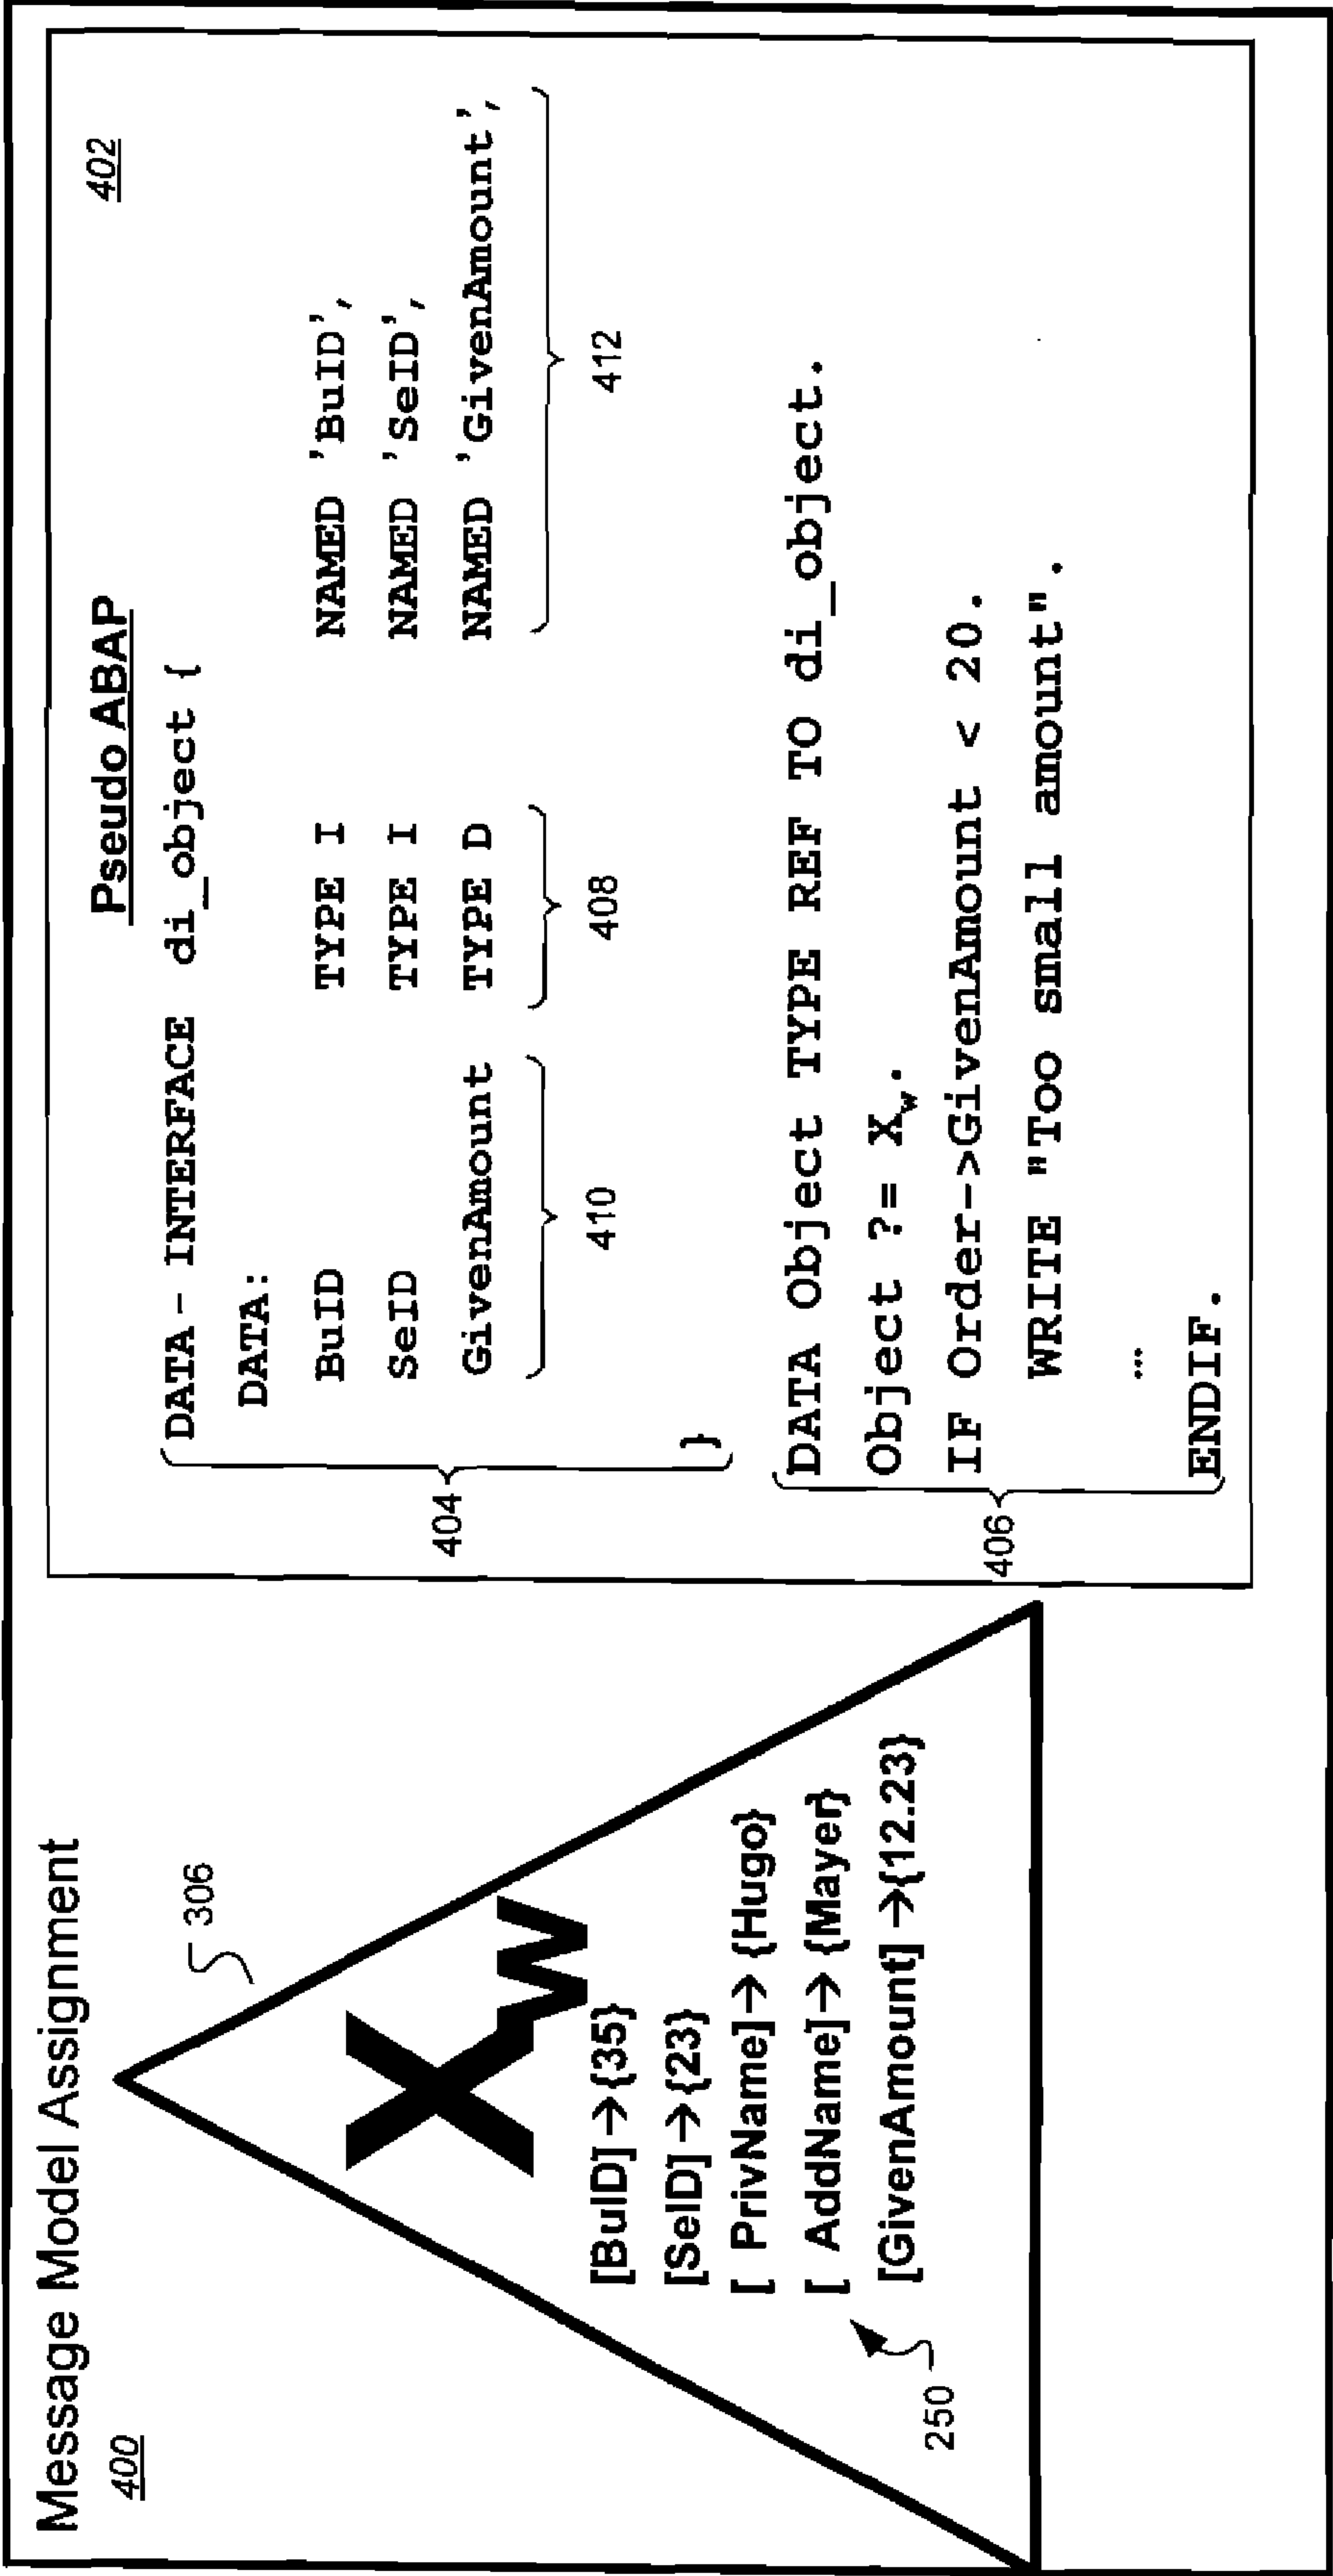 Message Model Assignment
400
306
Xw
[BuID]→{35}
[SeID]→{23}
[ PrivName]→{Hugo}
[ AddName]→{Mayer}
[GivenAmount]→{12.23}
250
402
Pseudo ABAP
DATA-INTERFACE di_object {
DATA:
BuID TYPE I NAMED 'BuID',
SeID TYPE I NAMED 'SeID',
GivenAmount TYPE D NAMED 'GivenAmount',
410 408 412
}
404
DATA Object TYPE REF TO di_object.
Object ?= Xw.
IF Order->GivenAmount < 20.
WRITE "Too small amount".
…
ENDIF.
406